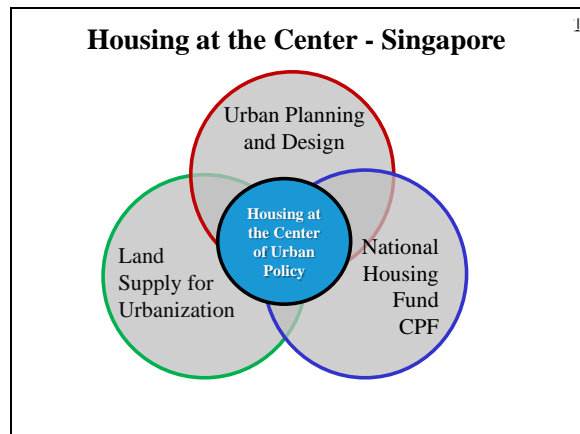 Housing at the Center - Singapore
Urban Planning
and Design
Housing at
the Center
of Urban
Policy
Land
Supply for
Urbanization
National
Housing
Fund
CPF